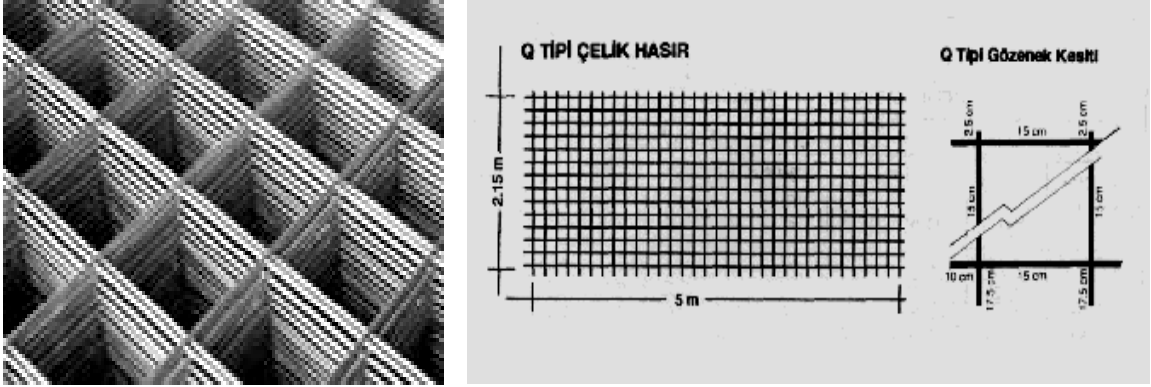 Q TİPİ ÇELİK HASIR
2.15 m
5 m
Q Tipi Gözenek Kesiti
2.5 cm
15 cm
2.5 cm
15 cm
15 cm
10 cm
15 cm
17.5 cm
17.5 cm